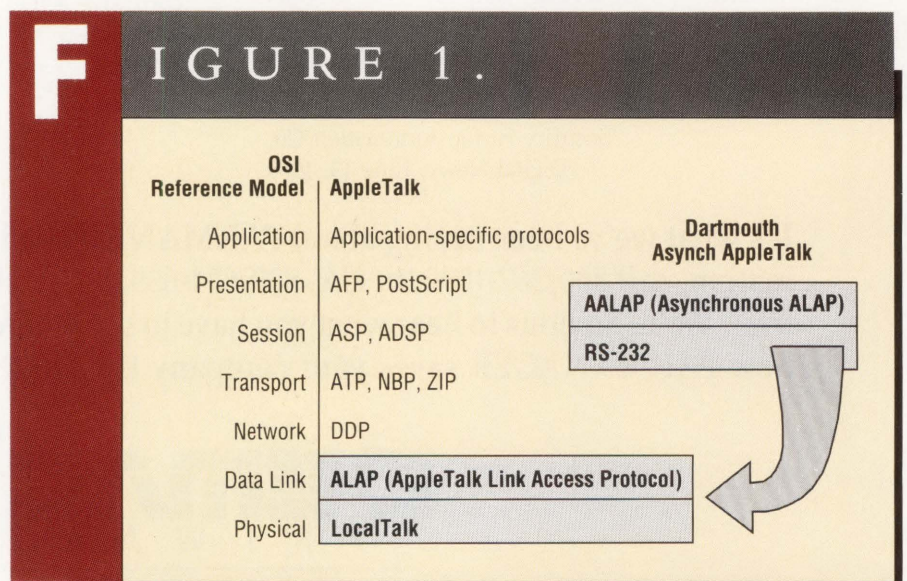 FIGURE 1.
OSI
Reference Model
AppleTalk
Application
Application-specific protocols
Presentation
AFP, PostScript
Session
ASP, ADSP
Transport
ATP, NBP, ZIP
Network
DDP
Data Link
ALAP (AppleTalk Link Access Protocol)
Physical
LocalTalk
Dartmouth
Asynch AppleTalk
AALAP (Asynchronous ALAP)
RS-232